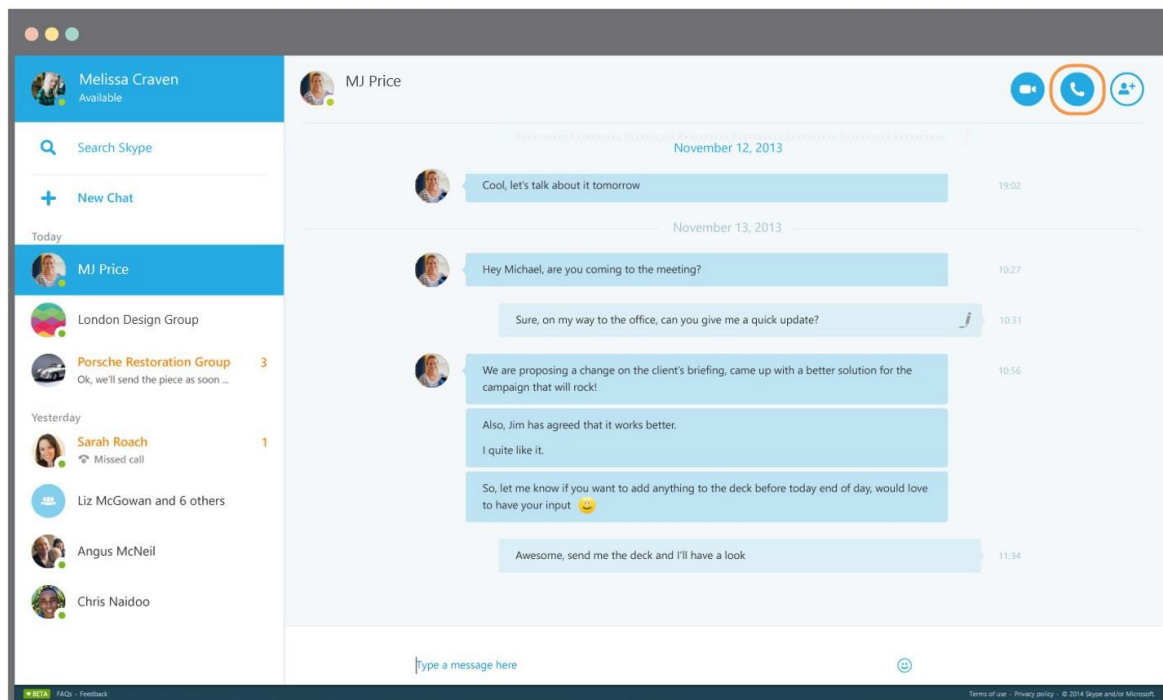 Melissa Craven
Available
Search Skype
New Chat
Today
MJ Price
London Design Group
Porsche Restoration Group 3
Ok, we'll send the piece as soon ...
Yesterday
Sarah Roach 1
Missed call
Liz McGowan and 6 others
Angus McNeil
Chris Naidoo
MJ Price
November 12, 2013
Cool, let's talk about it tomorrow 19:02
November 13, 2013
Hey Michael, are you coming to the meeting? 10:27
Sure, on my way to the office, can you give me a quick update? 10:31
We are proposing a change on the client's briefing, came up with a better solution for the 10:56
campaign that will rock!
Also, Jim has agreed that it works better.
I quite like it.
So, let me know if you want to add anything to the deck before today end of day, would love
to have your input
Awesome, send me the deck and I'll have a look 11:34
Type a message here
BETA FAQs - Feedback
Terms of use - Privacy policy - © 2014 Skype and/or Microsoft.